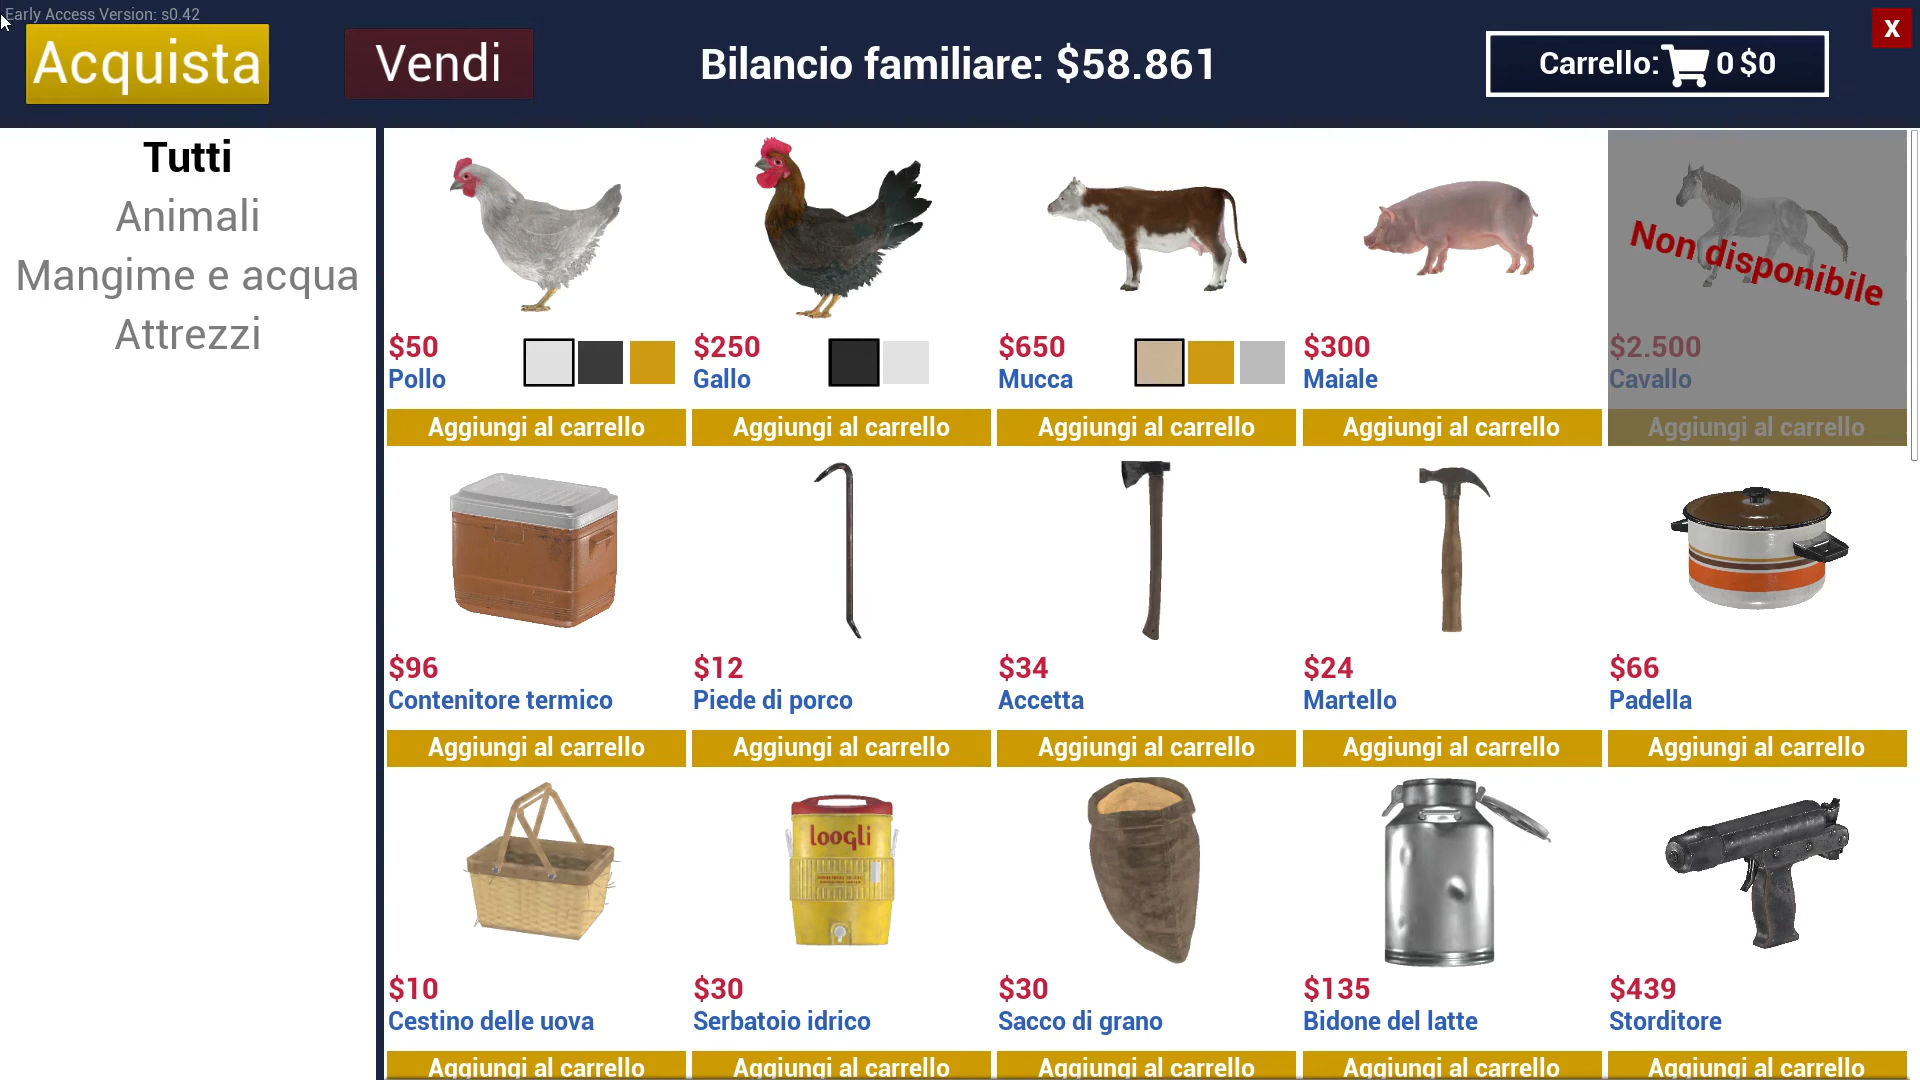 Early Access Version: s0.42
Acquista
Vendi
Bilancio familiare: $58.861
Carrello: 0 $0
X
Tutti
Animali
Mangime e acqua
Attrezzi
$50
Pollo
Aggiungi al carrello
$250
Gallo
Aggiungi al carrello
$650
Mucca
Aggiungi al carrello
$300
Maiale
Aggiungi al carrello
Non disponibile
$2.500
Cavallo
Aggiungi al carrello
$96
Contenitore termico
Aggiungi al carrello
$12
Piede di porco
Aggiungi al carrello
$34
Accetta
Aggiungi al carrello
$24
Martello
Aggiungi al carrello
$66
Padella
Aggiungi al carrello
$10
Cestino delle uova
Aggiungi al carrello
loogli
$30
Serbatoio idrico
Aggiungi al carrello
$30
Sacco di grano
Aggiungi al carrello
$135
Bidone del latte
Aggiungi al carrello
$439
Storditore
Aggiungi al carrello